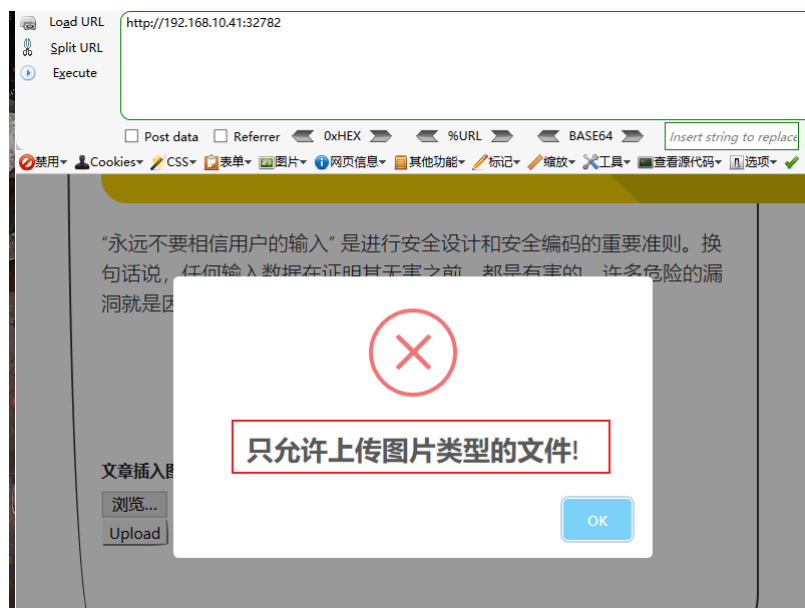 Load URL
http://192.168.10.41:32782
Split URL
Execute
Post data Referrer 0xHEX %URL BASE64 Insert string to replace
禁用 Cookies CSS 表单 图片 网页信息 其他功能 标记 缩放 工具 查看源代码 选项
“永远不要相信用户的输入” 是进行安全设计和安全编码的重要准则。换
句话说，任何输入数据在证明其无害之前，都是有害的。许多危险的漏
洞就是因
只允许上传图片类型的文件!
文章插入图
浏览...
OK
Upload